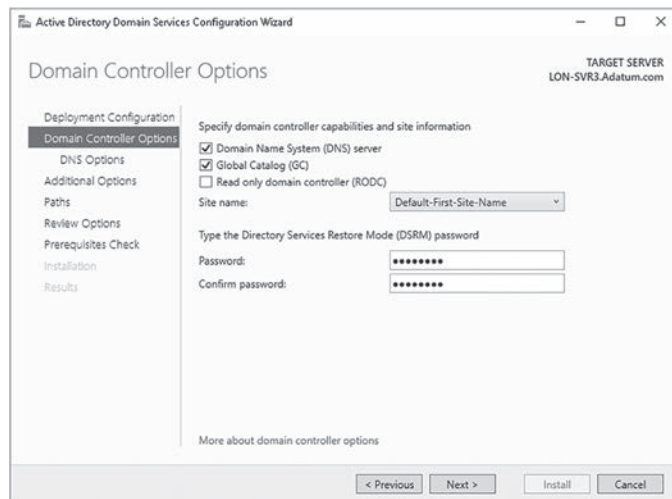 Active Directory Domain Services Configuration Wizard
Domain Controller Options
TARGET SERVER
LON-SVR3.Adatum.com
Deployment Configuration
Domain Controller Options
DNS Options
Additional Options
Paths
Review Options
Prerequisites Check
Installation
Results
Specify domain controller capabilities and site information
Domain Name System (DNS) server
Global Catalog (GC)
Read only domain controller (RODC)
Site name:
Default-First-Site-Name
Type the Directory Services Restore Mode (DSRM) password
Password:
••••••••
Confirm password:
••••••••
More about domain controller options
< Previous
Next >
Install
Cancel